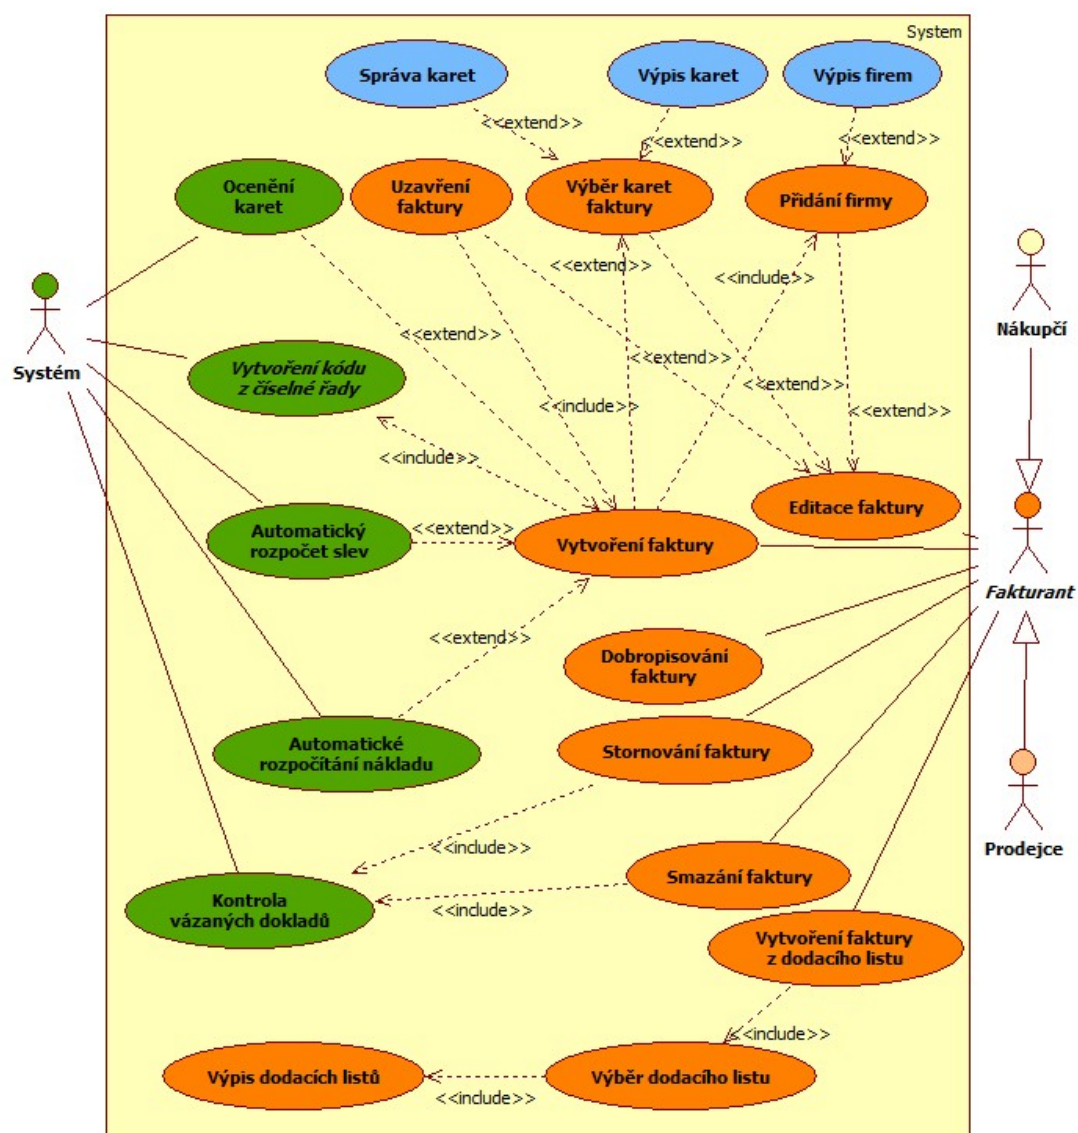 System
Správa karet
Výpis karet
Výpis firem
<<extend>>
<<extend>>
<<extend>>
Ocenění
karet
Uzavření
faktury
Výběr karet
faktury
Přidání firmy
<<extend>>
<<include>>
Nákupčí
Systém
<<extend>>
<<extend>>
Vytvoření kódu
z číselné řady
<<include>>
<<extend>>
<<extend>>
<<include>>
Editace faktury
Automatický
rozpočet slev
<<extend>>
Vytvoření faktury
Fakturant
<<extend>>
Dobropisování
faktury
Automatické
rozpočítání nákladu
Stornování faktury
<<include>>
Prodejce
Smazání faktury
Kontrola
vázaných dokladů
<<include>>
Vytvoření faktury
z dodacího listu
<<include>>
Výpis dodacích listů
Výběr dodacího listu
<<include>>